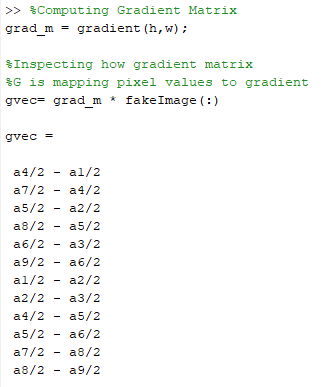 >> %Computing Gradient Matrix
grad_m = gradient(h,w);
%Inspecting how gradient matrix
%G is mapping pixel values to gradient
gvec= grad_m * fakeImage(:)
gvec =
a4/2 - a1/2
a7/2 - a4/2
a5/2 - a2/2
a8/2 - a5/2
a6/2 - a3/2
a9/2 - a6/2
a1/2 - a2/2
a2/2 - a3/2
a4/2 - a5/2
a5/2 - a6/2
a7/2 - a8/2
a8/2 - a9/2